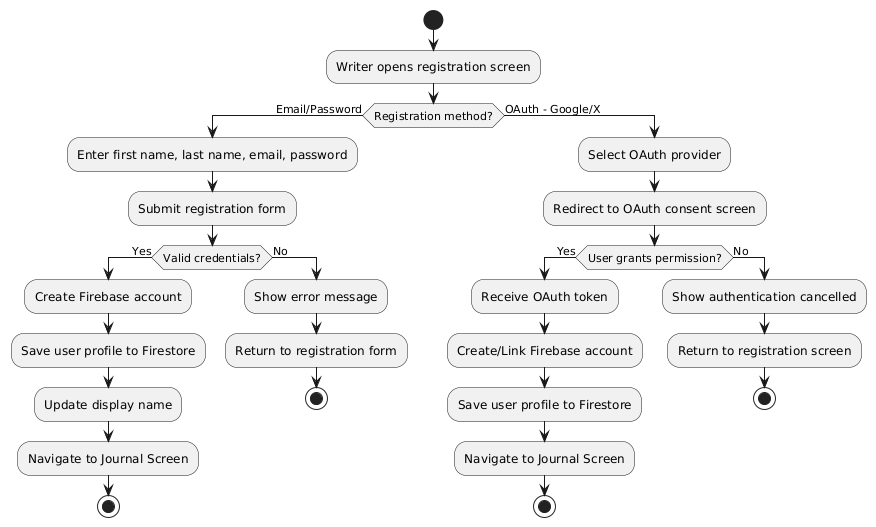 Writer opens registration screen
Registration method?
Email/Password
OAuth - Google/X
Enter first name, last name, email, password
Submit registration form
Valid credentials?
Yes
No
Create Firebase account
Save user profile to Firestore
Update display name
Navigate to Journal Screen
Show error message
Return to registration form
Select OAuth provider
Redirect to OAuth consent screen
User grants permission?
Yes
No
Receive OAuth token
Create/Link Firebase account
Save user profile to Firestore
Navigate to Journal Screen
Show authentication cancelled
Return to registration screen